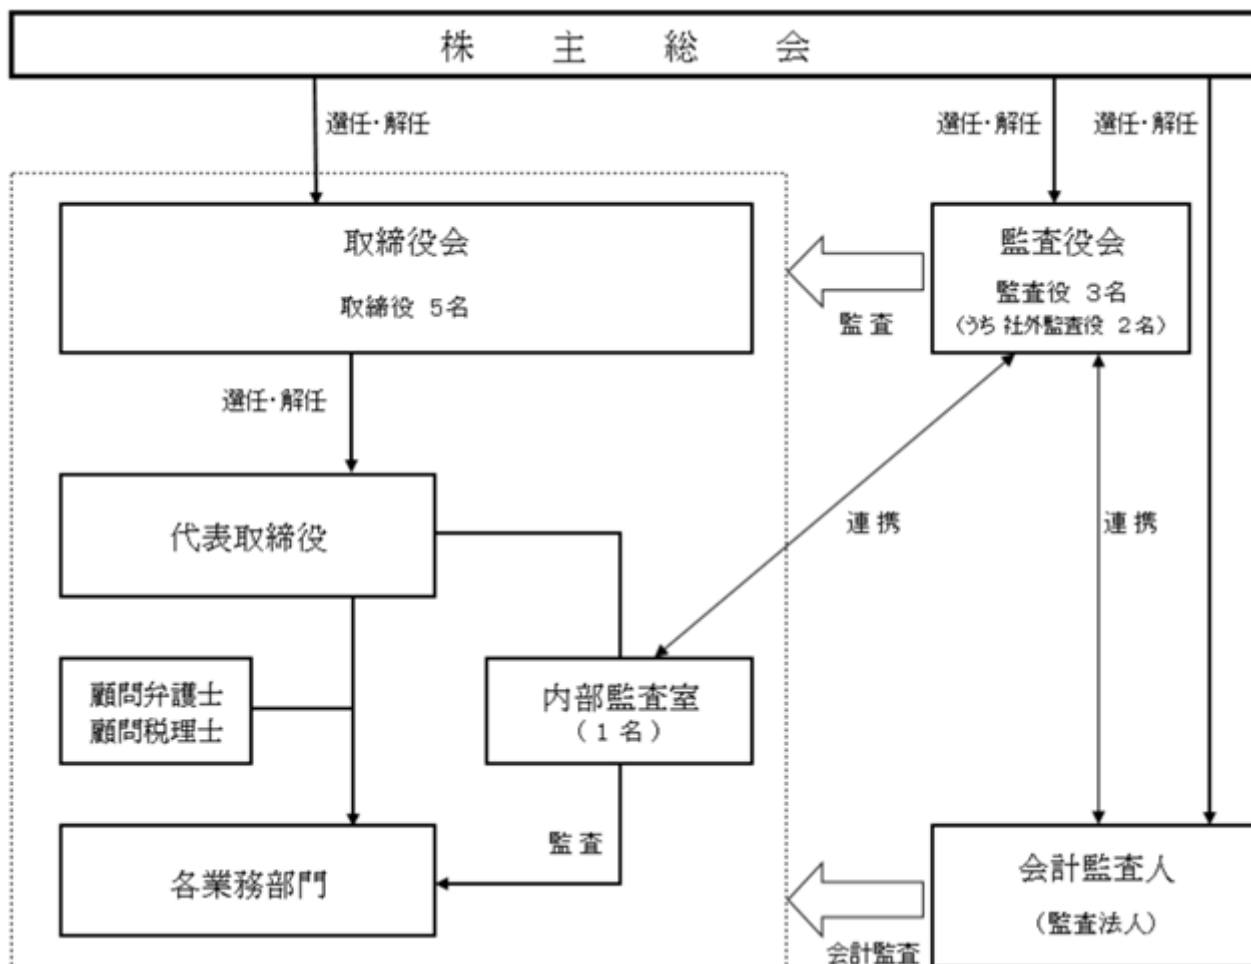 株主総会
選任・解任
選任・解任
選任・解任
取締役会
取締役 5名
監査役会
監査役 3名
(うち 社外監査役 2名)
監査
選任・解任
代表取締役
連携
連携
顧問弁護士
顧問税理士
内部監査室
(1名)
監査
各業務部門
会計監査人
(監査法人)
会計監査